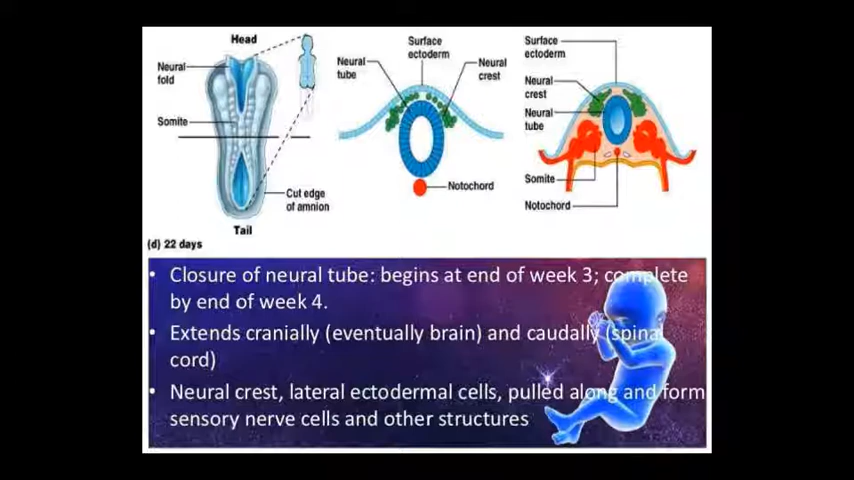 Head
Neural
fold
Somite
Cut edge
of amnion
Tail
(d) 22 days
Surface
ectoderm
Neural
tube
Neural
crest
Notochord
Surface
ectoderm
Neural
crest
Neural
tube
Somite
Notochord
• Closure of neural tube: begins at end of week 3; complete
by end of week 4.
• Extends cranially (eventually brain) and caudally (spinal
cord)
• Neural crest, lateral ectodermal cells, pulled along and form
sensory nerve cells and other structures